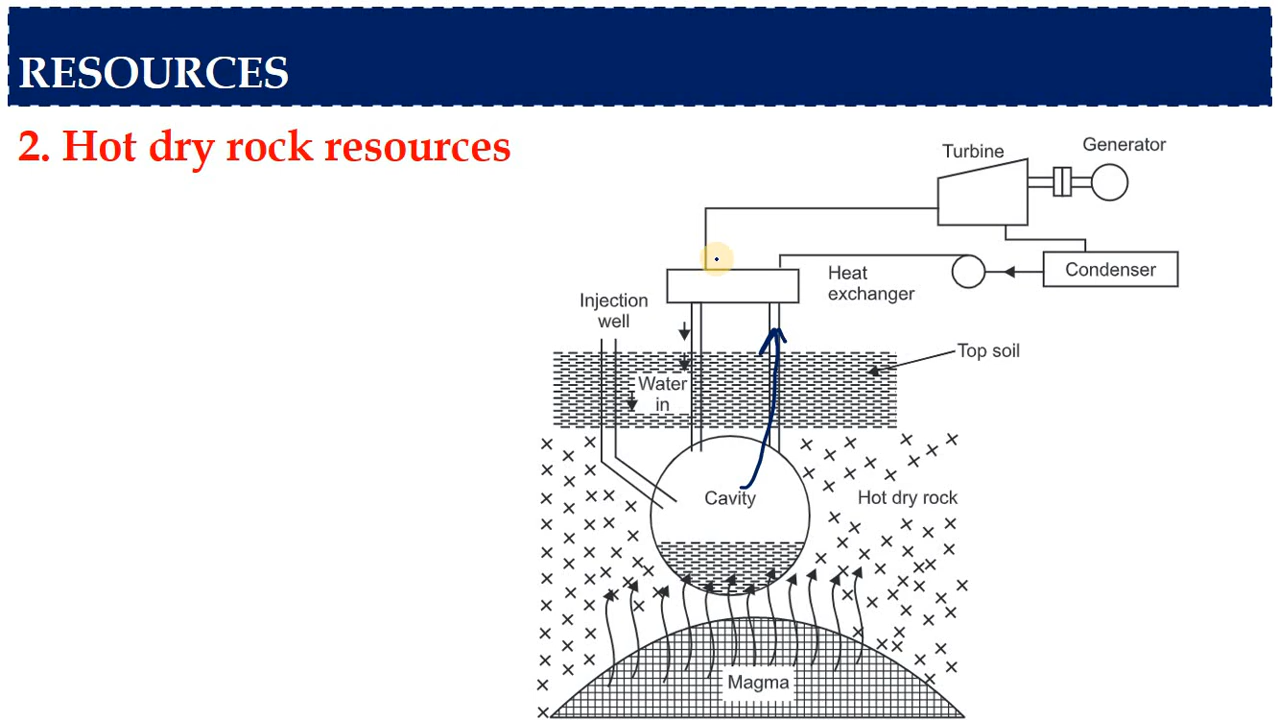 RESOURCES
2. Hot dry rock resources
Generator
Turbine
Condenser
Heat
exchanger
Injection
well
Top soil
Water
in
Cavity
Hot dry rock
Magma